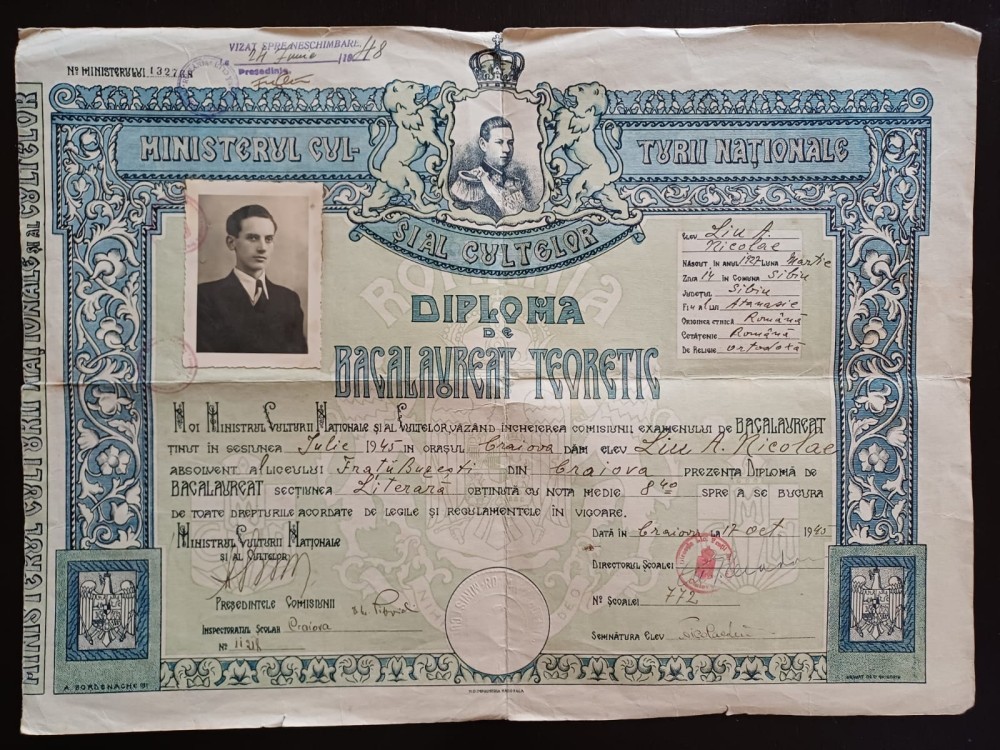 VIZAT SPRE NESCHIMBARE
La 24 Iunie 1948
Președinte
Nº MINISTERULUI 132768
MINISTERUL CULTURII NAȚIONALE ȘI AL CULTELOR
MINISTERUL CUL-
TURII NAȚIONALE
ȘI AL CULTELOR
ROMÂNIA
DIPLOMA
DE
BACALAUREAT TEORETIC
ELEV Liu A.
Nicolae
NĂSCUT ÎN ANUL 1927 LUNA Martie
ZIUA 14 ÎN COMUNA Sibiu
JUDEȚUL Sibiu
FIU AL LUI Atanasie
ORIGINEA ETNICĂ Română
CETĂȚENIE Română
DE RELIGIE ortodoxă
NOI MINISTRUL CULTURII NAȚIONALE ȘI AL CULTELOR, VĂZÂND ÎNCHEIEREA COMISIUNII EXAMENULUI DE BACALAUREAT
ȚINUT ÎN SESIUNEA Iulie 1945 ÎN ORAȘUL Craiova DĂM ELEV Liu A. Nicolae
ABSOLVENT al LICEULUI Frații Buzești DIN Craiova PREZENTA DIPLOMĂ DE
BACALAUREAT SECȚIUNEA Literară OBȚINUTĂ CU NOTA MEDIE 8 40 SPRE A SE BUCURA
DE TOATE DREPTURILE ACORDATE DE LEGILE ȘI REGULAMENTELE ÎN VIGOARE.
MINISTRUL CULTURII NAȚIONALE
ȘI AL CULTELOR
DATĂ ÎN Craiova LA 17 oct. 1945
DIRECTORUL ȘCOALEI
PREȘEDINTELE COMISIUNII
Nº ȘCOALEI 772
INSPECTORATUL ȘCOLAR Craiova
Nº 11218
SEMNĂTURA ELEV
A. BORDENACHE